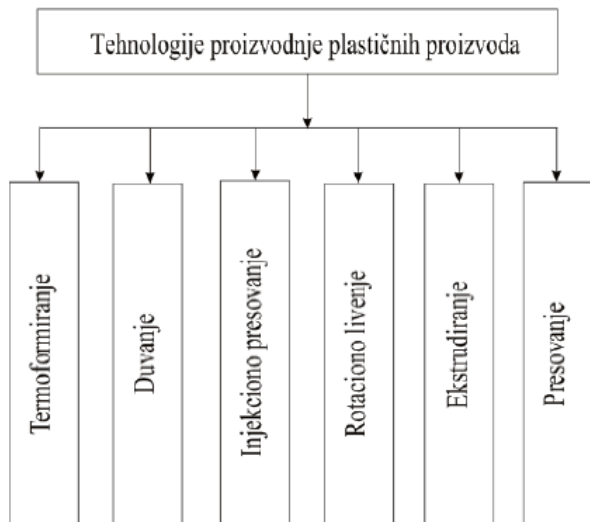 Tehnologije proizvodnje plastičnih proizvoda
Termoformiranje
Duvanje
Injekciono presovanje
Rotaciono livenje
Ekstrudiranje
Presovanje